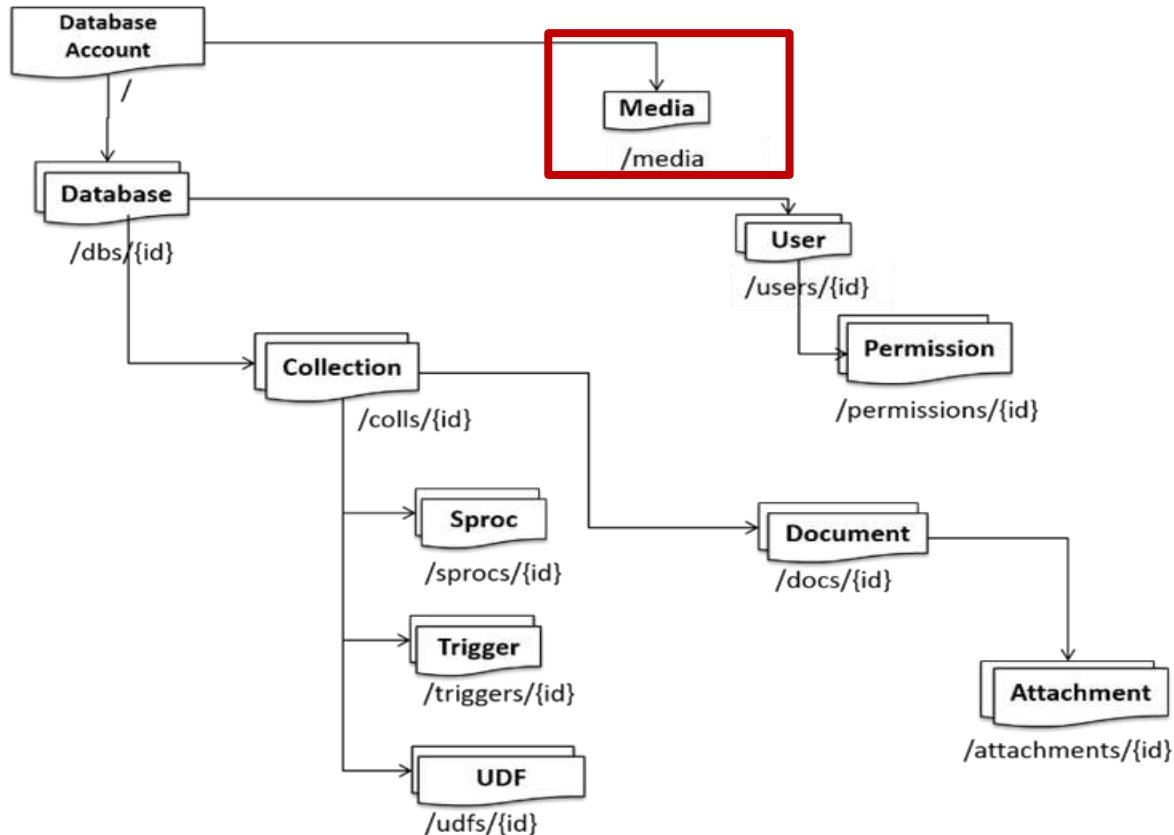 Database
Account
/
Media
/media
Database
/dbs/{id}
User
/users/{id}
Permission
/permissions/{id}
Collection
/colls/{id}
Sproc
/sprocs/{id}
Document
/docs/{id}
Trigger
/triggers/{id}
Attachment
/attachments/{id}
UDF
/udfs/{id}